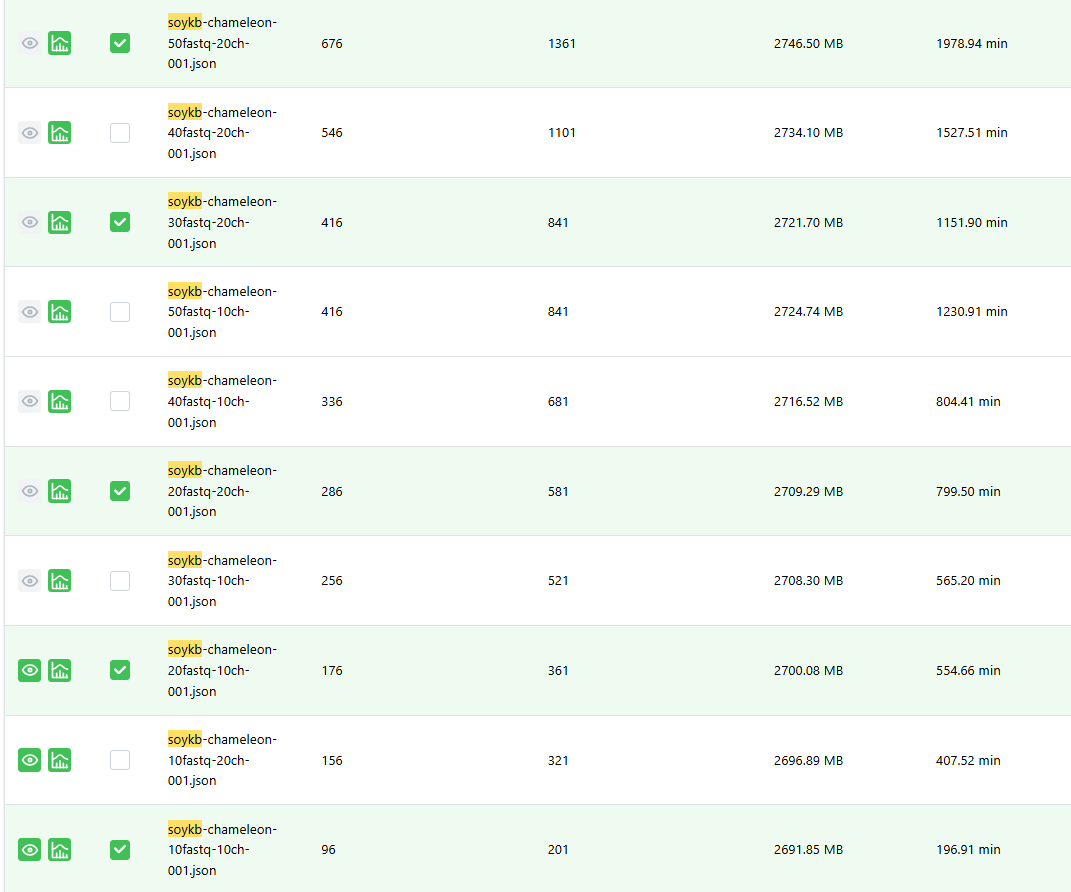 soykb-chameleon-
50fastq-20ch-
001.json
676
1361
2746.50 MB
1978.94 min
soykb-chameleon-
40fastq-20ch-
001.json
546
1101
2734.10 MB
1527.51 min
soykb-chameleon-
30fastq-20ch-
001.json
416
841
2721.70 MB
1151.90 min
soykb-chameleon-
50fastq-10ch-
001.json
416
841
2724.74 MB
1230.91 min
soykb-chameleon-
40fastq-10ch-
001.json
336
681
2716.52 MB
804.41 min
soykb-chameleon-
20fastq-20ch-
001.json
286
581
2709.29 MB
799.50 min
soykb-chameleon-
30fastq-10ch-
001.json
256
521
2708.30 MB
565.20 min
soykb-chameleon-
20fastq-10ch-
001.json
176
361
2700.08 MB
554.66 min
soykb-chameleon-
10fastq-20ch-
001.json
156
321
2696.89 MB
407.52 min
soykb-chameleon-
10fastq-10ch-
001.json
96
201
2691.85 MB
196.91 min